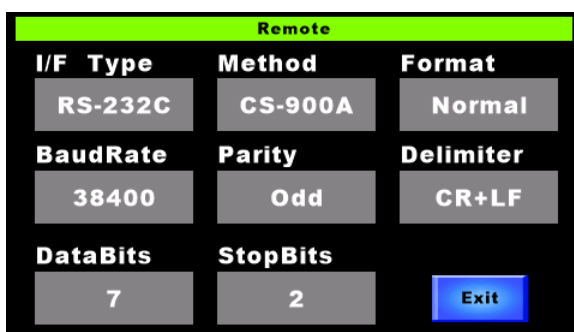 Remote
I/F Type Method Format
RS-232C CS-900A Normal
BaudRate Parity Delimiter
38400 Odd CR+LF
DataBits StopBits
7 2 Exit